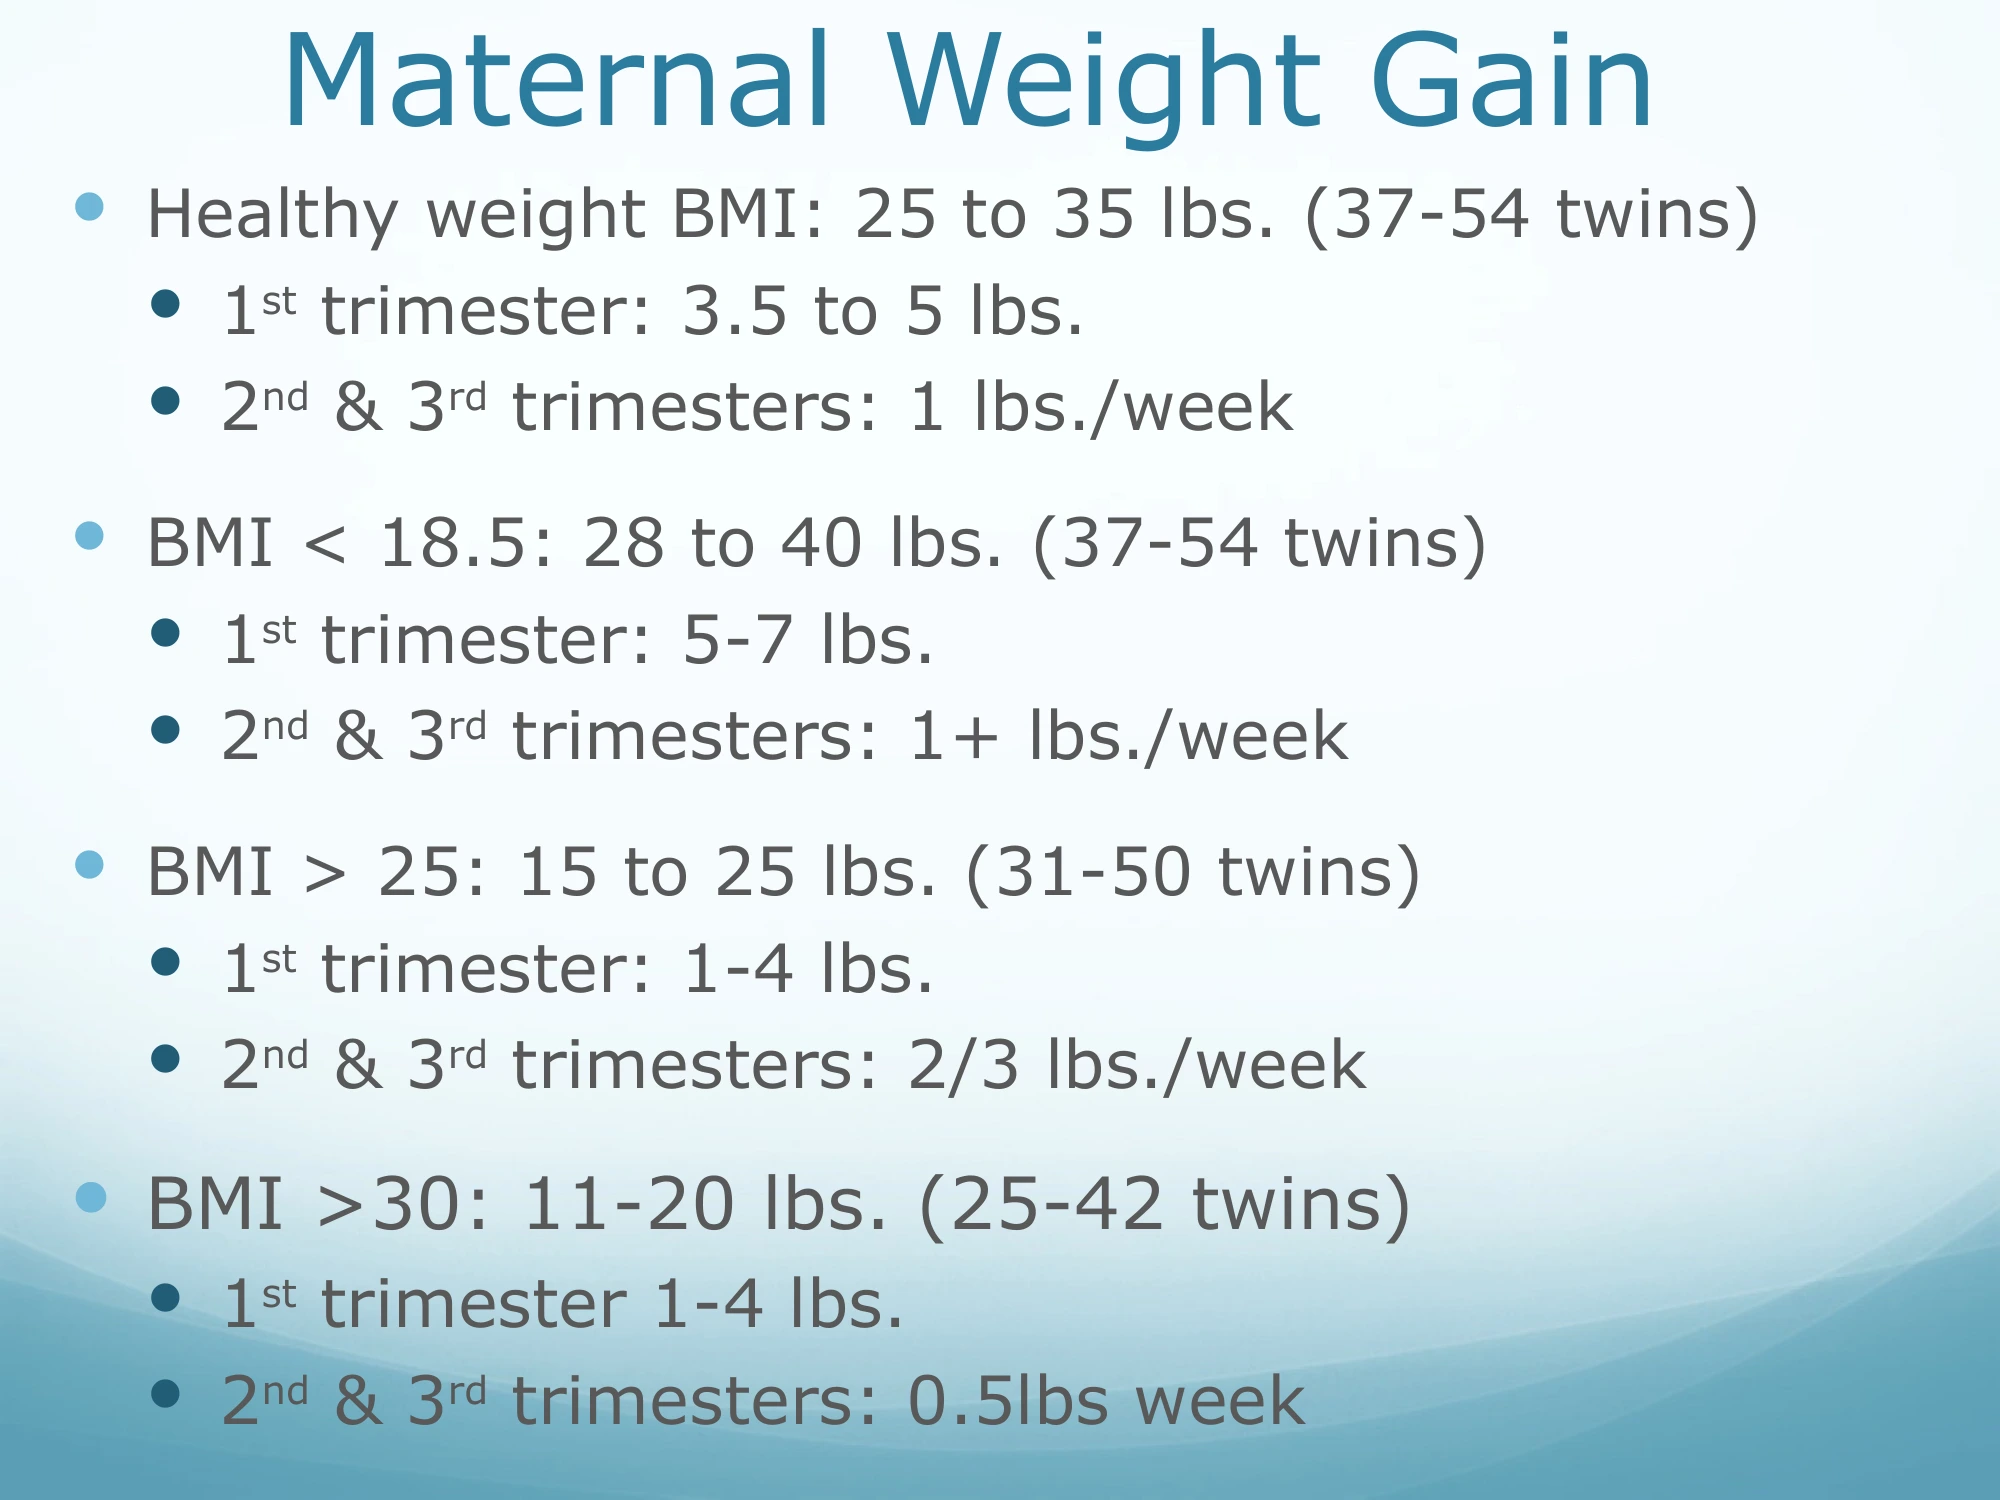 Maternal Weight Gain
• Healthy weight BMI: 25 to 35 lbs. (37-54 twins)
• 1st trimester: 3.5 to 5 lbs.
• 2nd & 3rd trimesters: 1 lbs./week
• BMI < 18.5: 28 to 40 lbs. (37-54 twins)
• 1st trimester: 5-7 lbs.
• 2nd & 3rd trimesters: 1+ lbs./week
• BMI > 25: 15 to 25 lbs. (31-50 twins)
• 1st trimester: 1-4 lbs.
• 2nd & 3rd trimesters: 2/3 lbs./week
• BMI >30: 11-20 lbs. (25-42 twins)
• 1st trimester 1-4 lbs.
• 2nd & 3rd trimesters: 0.5lbs week